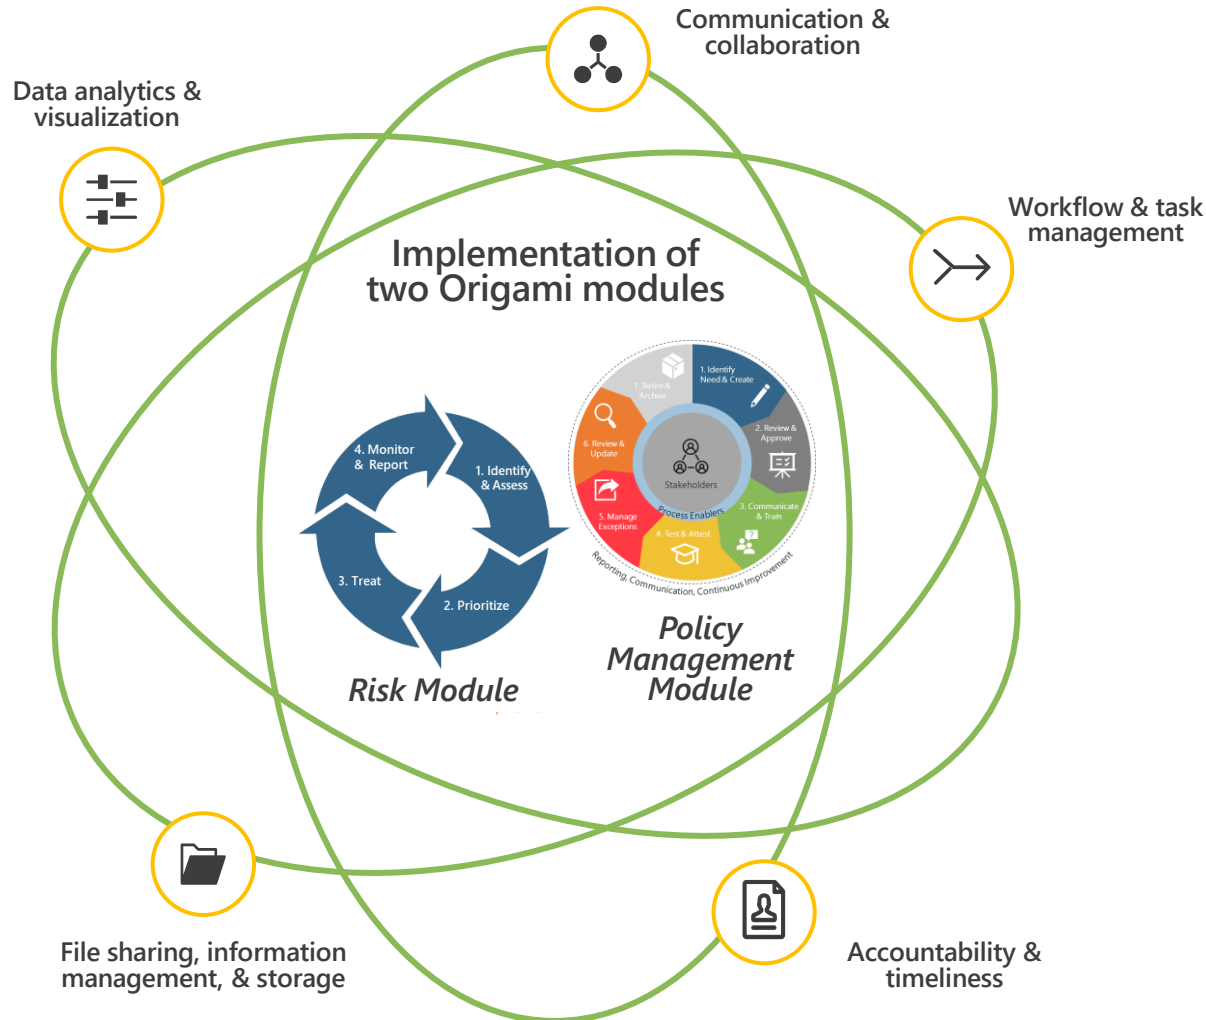 Communication &
collaboration
Data analytics &
visualization
Workflow & task
management
Implementation of
two Origami modules
4. Monitor
& Report
1. Identify
& Assess
3. Treat
2. Prioritize
Risk Module
7. Retire &
Archive
1. Identify
Need & Create
2. Review &
Approve
6. Review &
Update
Stakeholders
Process Enablers
5. Manage
Exceptions
3. Communicate
& Train
4. Test & Attest
?
Reporting, Communication, Continuous Improvement
Policy
Management
Module
File sharing, information
management, & storage
Accountability &
timeliness